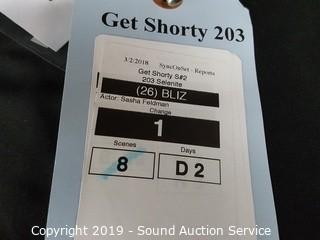 Get Shorty 203
3/2/2018 SyncOnSet - Reports
Get Shorty S#2
203 Selenite
(26) BLIZ
Actor: Sasha Feldman
Change
1
Scenes Days
8 D 2
Copyright 2019 - Sound Auction Service